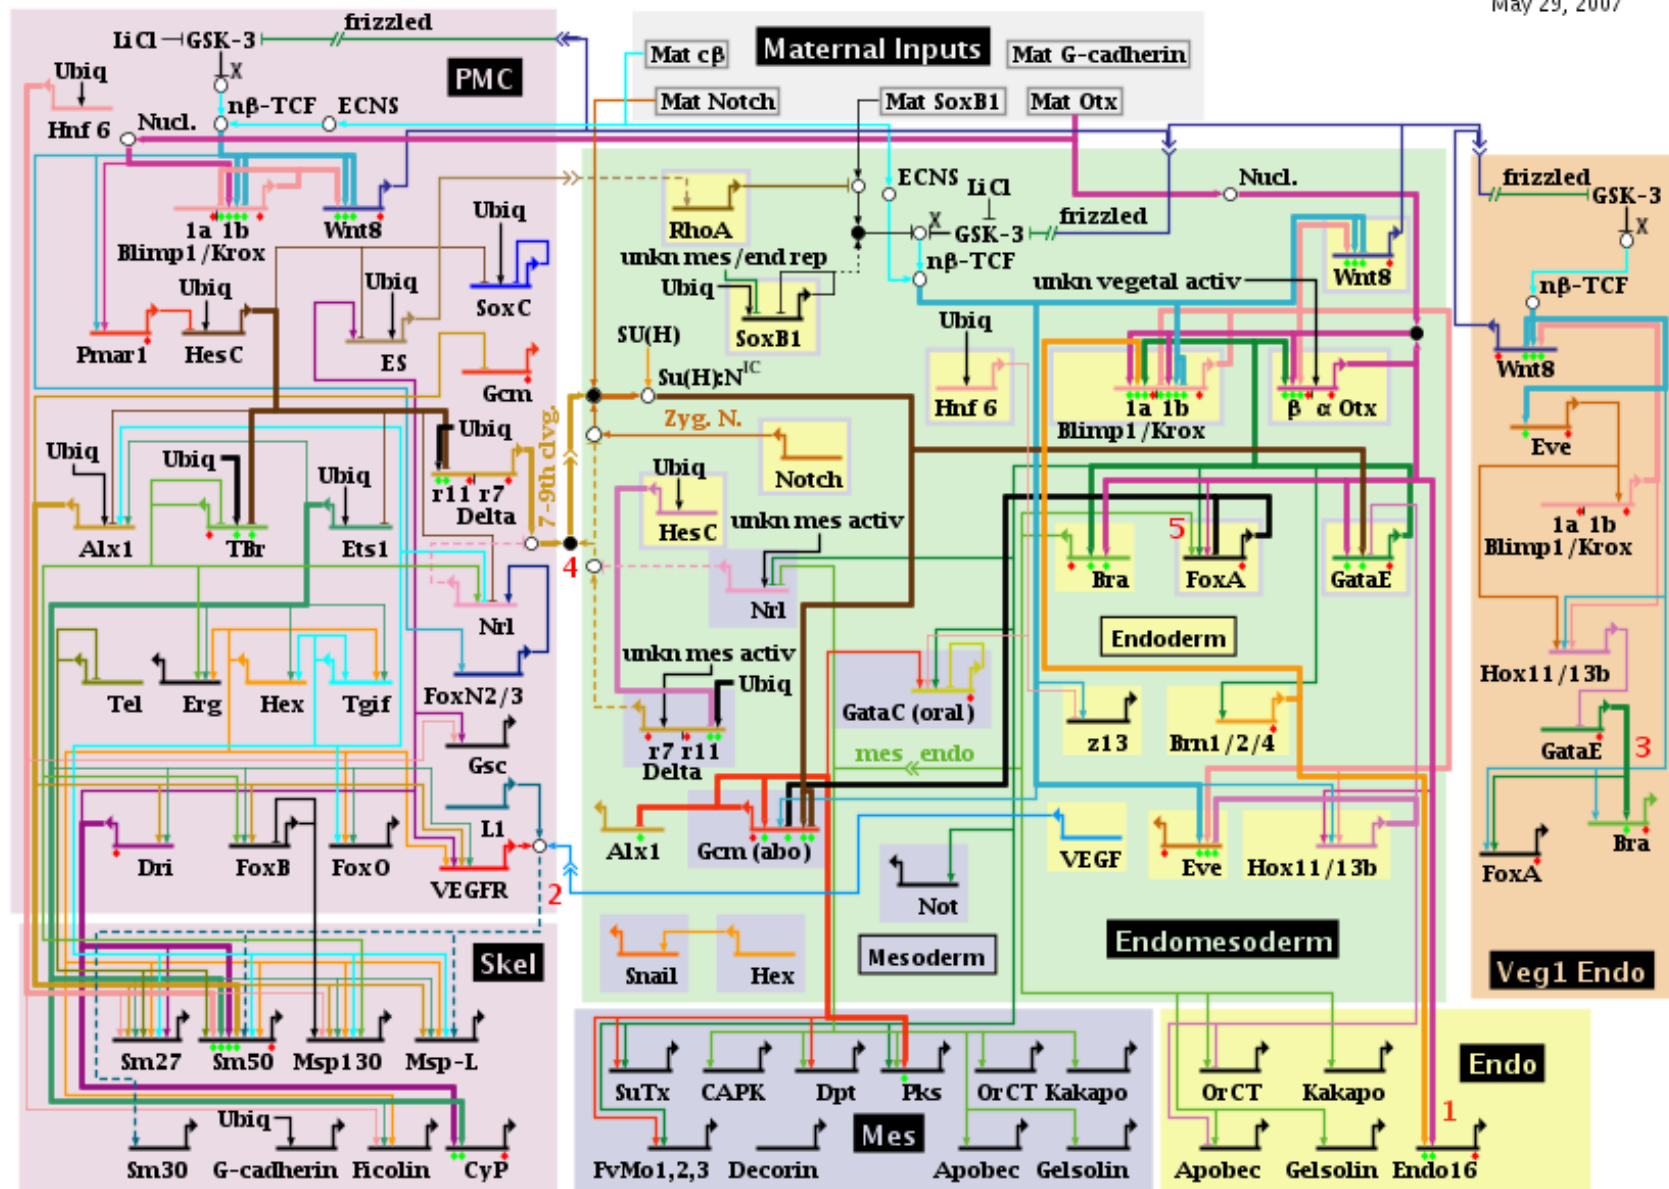 May 29, 2007
LiCl GSK-3 frizzled
Ubiq
X
PMC
nβ-TCF ECNS
Hnf 6 Nucl.
Ubiq
1a 1b Wnt8
Blimp1/Krox
Ubiq Ubiq
SoxC
Pmar1 HesC ES
Gcm
Ubiq
Ubiq Ubiq Ubiq
r11 r7
Delta
Alx1 TBr Ets1
Nrl
Tel Erg Hex Tgif FoxN2/3
Gsc
L1
Dri FoxB FoxO VEGFR
Skel
Sm27 Sm50 Msp130 Msp-L
Ubiq
Sm30 G-cadherin Ficolin CyP
Maternal Inputs
Mat cβ Mat G-cadherin
Mat Notch Mat SoxB1 Mat Otx
ECNS LiCl Nucl.
RhoA X GSK-3 frizzled
unkn mes/end rep nβ-TCF
Ubiq unkn vegetal activ Wnt8
SoxB1
SU(H) Ubiq
Su(H):N^IC
Hnf 6 1a 1b β α Otx
Blimp1/Krox
7-9th clvg. Zyg. N.
Notch
Ubiq
HesC unkn mes activ
4 5
Nrl Bra FoxA GataE
Endoderm
unkn mes activ
Ubiq
GataC (oral)
r7 r11 z13 Brn1/2/4
Delta mes endo
Alx1 Gcm (abo) VEGF Eve Hox11/13b
2
Not
Endomesoderm
Mesoderm
Snail Hex
frizzled
GSK-3
X
nβ-TCF
Wnt8
Eve
1a 1b
Blimp1/Krox
Hox11/13b
GataE 3
Bra
FoxA
Veg1 Endo
SuTx CAPK Dpt Pks OrCT Kakapo
Mes
FvMo1,2,3 Decorin Apobec Gelsolin
Endo
OrCT Kakapo
1
Apobec Gelsolin Endo16